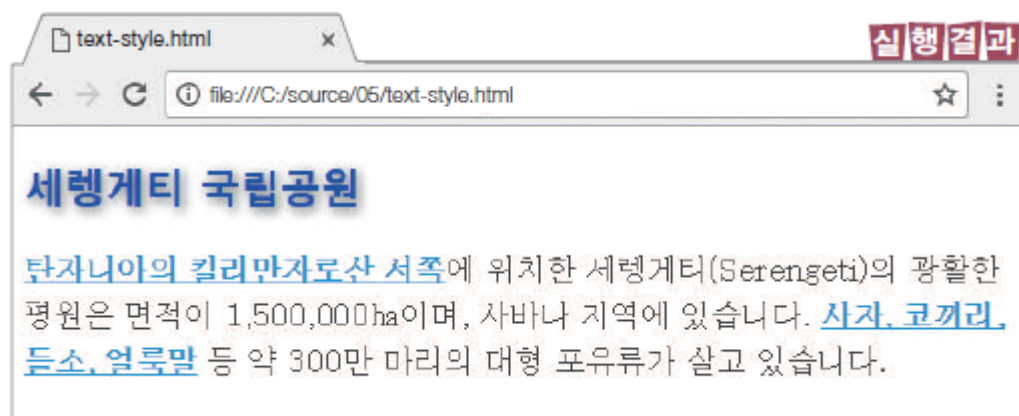 text-style.html
실행결과
file:///C:/source/05/text-style.html
세렝게티 국립공원
탄자니아의 킬리만자로산 서쪽에 위치한 세렝게티(Serengeti)의 광활한
평원은 면적이 1,500,000ha이며, 사바나 지역에 있습니다. 사자, 코끼리,
들소, 얼룩말 등 약 300만 마리의 대형 포유류가 살고 있습니다.